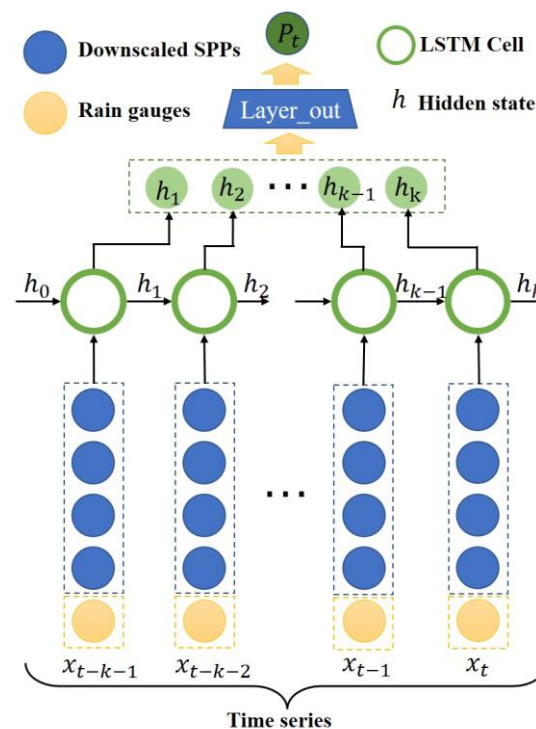 Downscaled SPPs
P_t
LSTM Cell
Rain gauges
Layer_out
h Hidden state
h_1 h_2 ... h_{k-1} h_k
h_0 h_1 h_2 h_{k-1}
...
x_{t-k-1} x_{t-k-2} x_{t-1} x_t
Time series